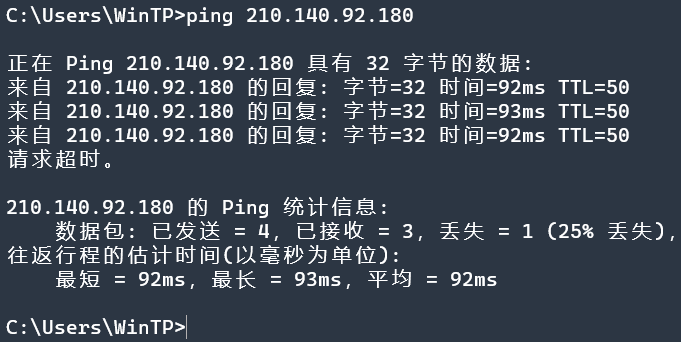 C:\Users\WinTP>ping 210.140.92.180
正在 Ping 210.140.92.180 具有 32 字节的数据:
来自 210.140.92.180 的回复: 字节=32 时间=92ms TTL=50
来自 210.140.92.180 的回复: 字节=32 时间=93ms TTL=50
来自 210.140.92.180 的回复: 字节=32 时间=92ms TTL=50
请求超时。
210.140.92.180 的 Ping 统计信息:
数据包: 已发送 = 4, 已接收 = 3, 丢失 = 1 (25% 丢失),
往返行程的估计时间(以毫秒为单位):
最短 = 92ms, 最长 = 93ms, 平均 = 92ms
C:\Users\WinTP>